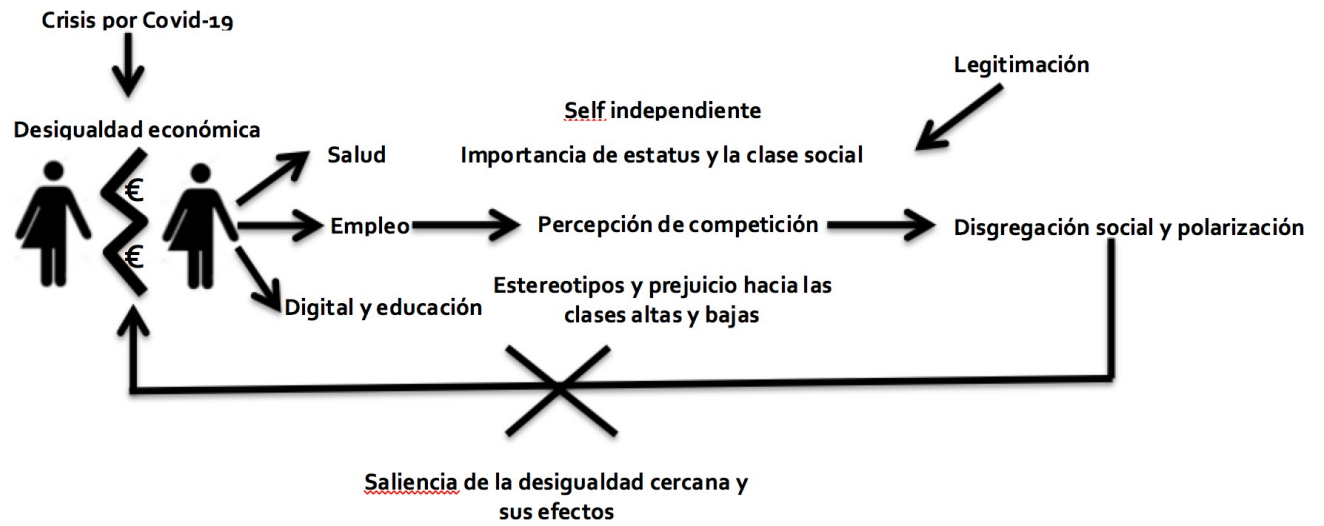 Crisis por Covid-19
Legitimación
Self independiente
Desigualdad económica
Salud
Importancia de estatus y la clase social
€
Empleo
Percepción de competición
Disgregación social y polarización
€
Estereotipos y prejuicio hacia las
clases altas y bajas
Digital y educación
Saliencia de la desigualdad cercana y
sus efectos